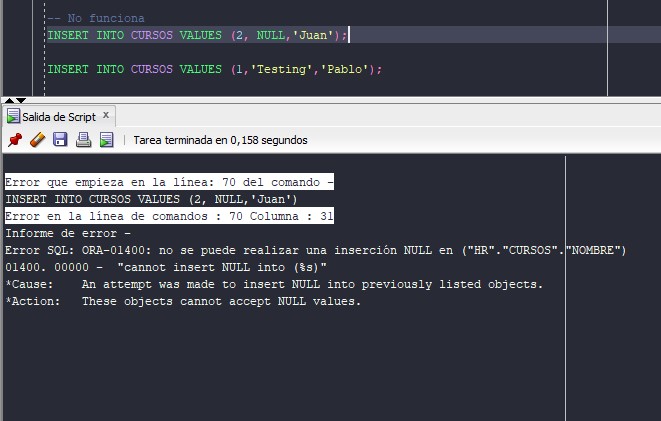 -- No funciona
INSERT INTO CURSOS VALUES (2, NULL,'Juan');
INSERT INTO CURSOS VALUES (1,'Testing','Pablo');
Salida de Script x
Tarea terminada en 0,158 segundos
Error que empieza en la línea: 70 del comando -
INSERT INTO CURSOS VALUES (2, NULL,'Juan')
Error en la línea de comandos : 70 Columna : 31
Informe de error -
Error SQL: ORA-01400: no se puede realizar una inserción NULL en ("HR"."CURSOS"."NOMBRE")
01400. 00000 -  "cannot insert NULL into (%s)"
*Cause:    An attempt was made to insert NULL into previously listed objects.
*Action:   These objects cannot accept NULL values.